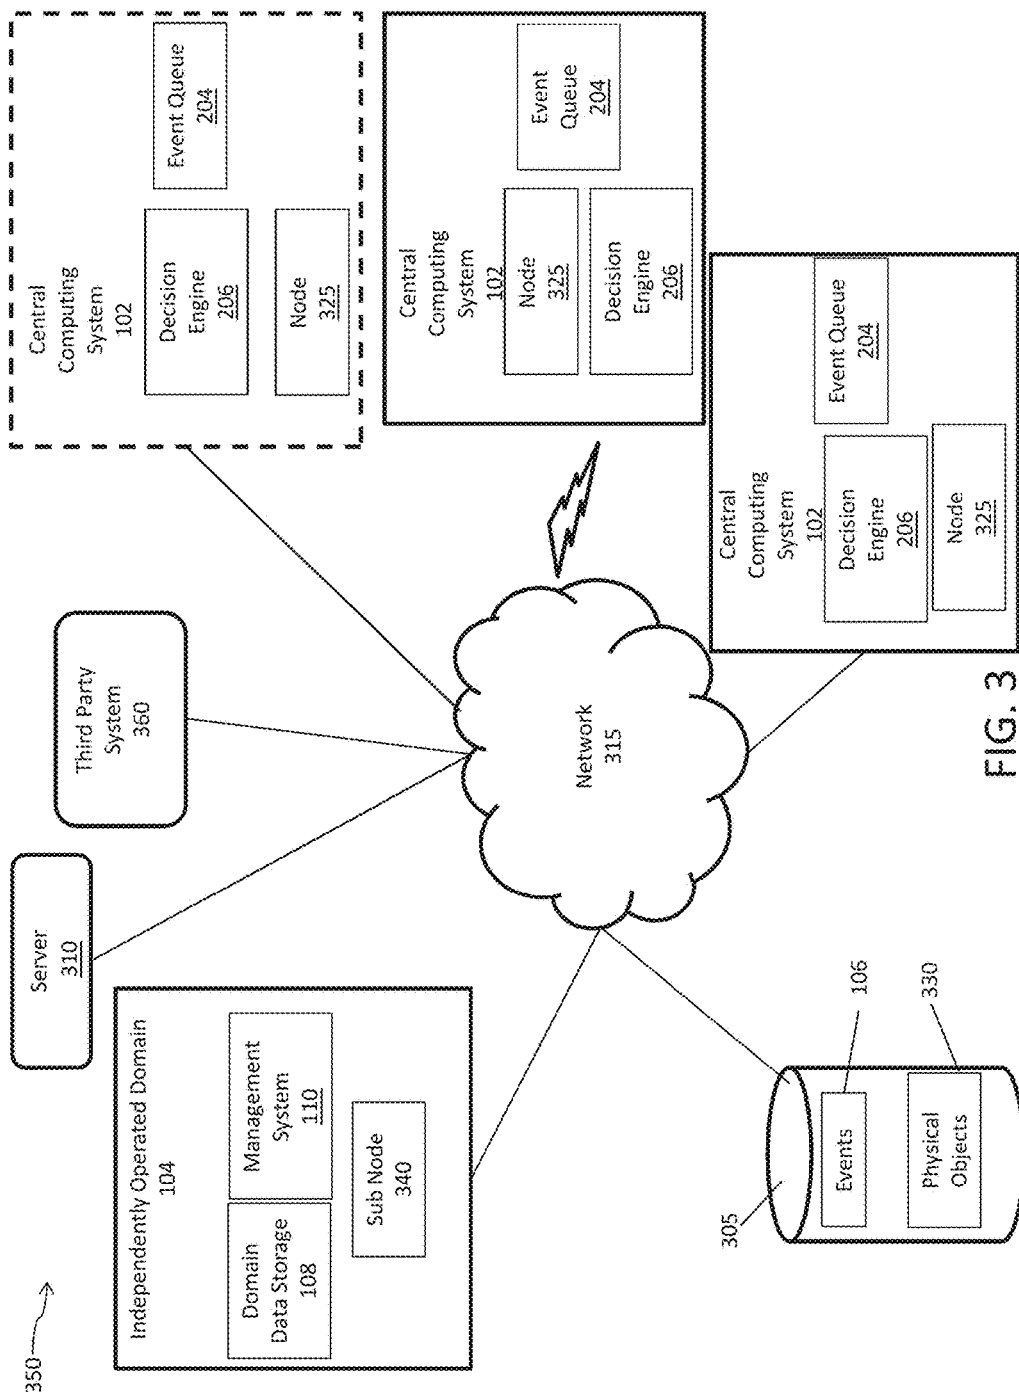 350
Independently Operated Domain
104
Domain
Data Storage
108
Management
System
110
Sub Node
340
Server
310
Third Party
System
360
Central
Computing
System
102
Decision
Engine
206
Event Queue
204
Node
325
Central
Computing
System
102
Node
325
Event
Queue
204
Decision
Engine
206
Network
315
Central
Computing
System
102
Decision
Engine
206
Event Queue
204
Node
325
305
Events
106
Physical
Objects
330
FIG. 3